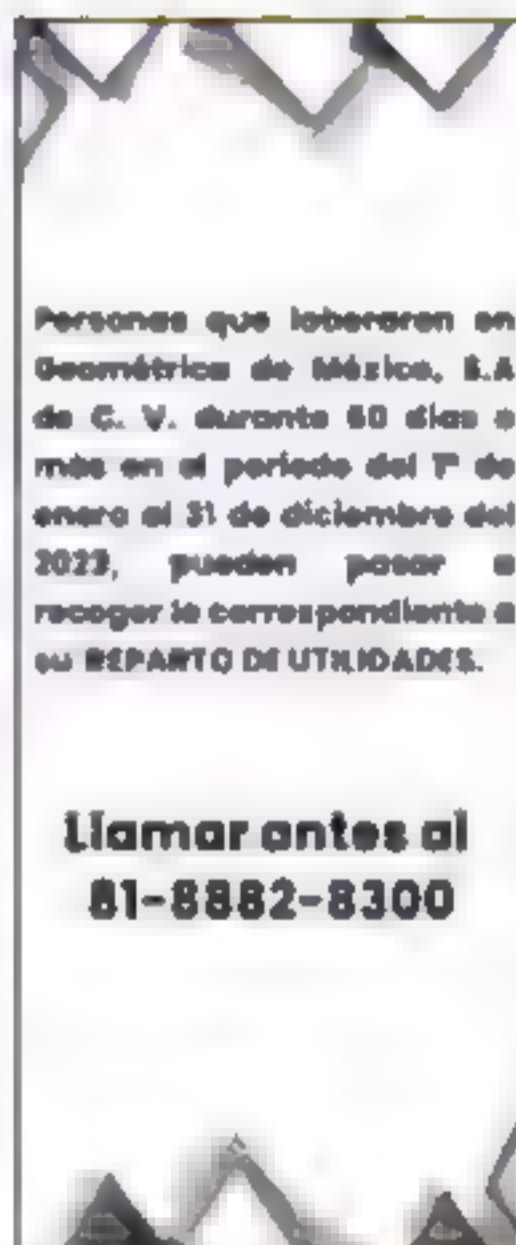 Personas que laboraron en
Geométrica de México, S.A
de C. V. durante 60 días o
más en el periodo del 1º de
enero al 31 de diciembre del
pueden pasar a
recoger lo correspondiente a
su REPARTO DE UTILIDADES.
Llamar antes al
81-8882-8300